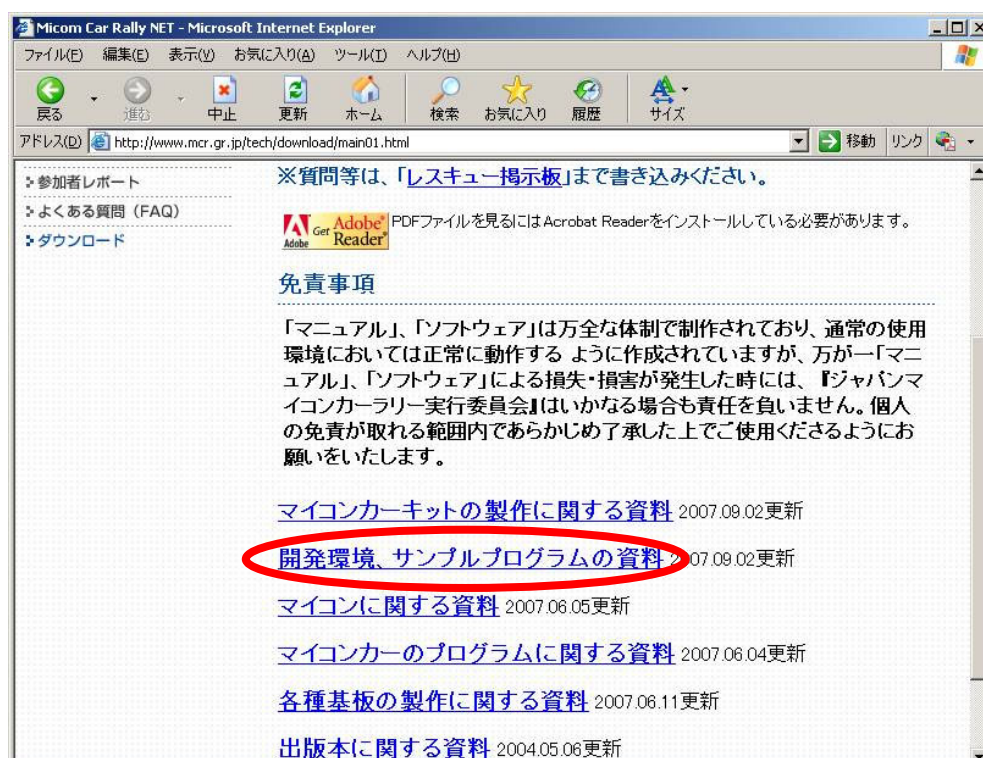 Micom Car Rally NET - Microsoft Internet Explorer
ファイル(F) 編集(E) 表示(V) お気に入り(A) ツール(T) ヘルプ(H)
戻る 進む 中止 更新 ホーム 検索 お気に入り 履歴 サイズ
アドレス(D) http://www.mcr.gr.jp/tech/download/main01.html 移動 リンク
参加者レポート
よくある質問 (FAQ)
ダウンロード
※質問等は、「レスキュー掲示板」まで書き込みください。
Adobe Get Adobe Reader PDFファイルを見るにはAcrobat Readerをインストールしている必要があります。
免責事項
「マニュアル」、「ソフトウェア」は万全な体制で制作されており、通常の使用
環境においては正常に動作する ように作成されていますが、万が一「マニ
ュアル」、「ソフトウェア」による損失・損害が発生した時には、『ジャパンマ
イコンカーラリー実行委員会』はいかなる場合も責任を負いません。個人
の免責が取れる範囲内であらかじめ了承した上でご使用くださるようにお
願いをいたします。
マイコンカーキットの製作に関する資料 2007.09.02更新
開発環境、サンプルプログラムの資料 2007.09.02更新
マイコンに関する資料 2007.06.05更新
マイコンカーのプログラムに関する資料 2007.06.04更新
各種基板の製作に関する資料 2007.06.11更新
出版本に関する資料 2004.05.06更新